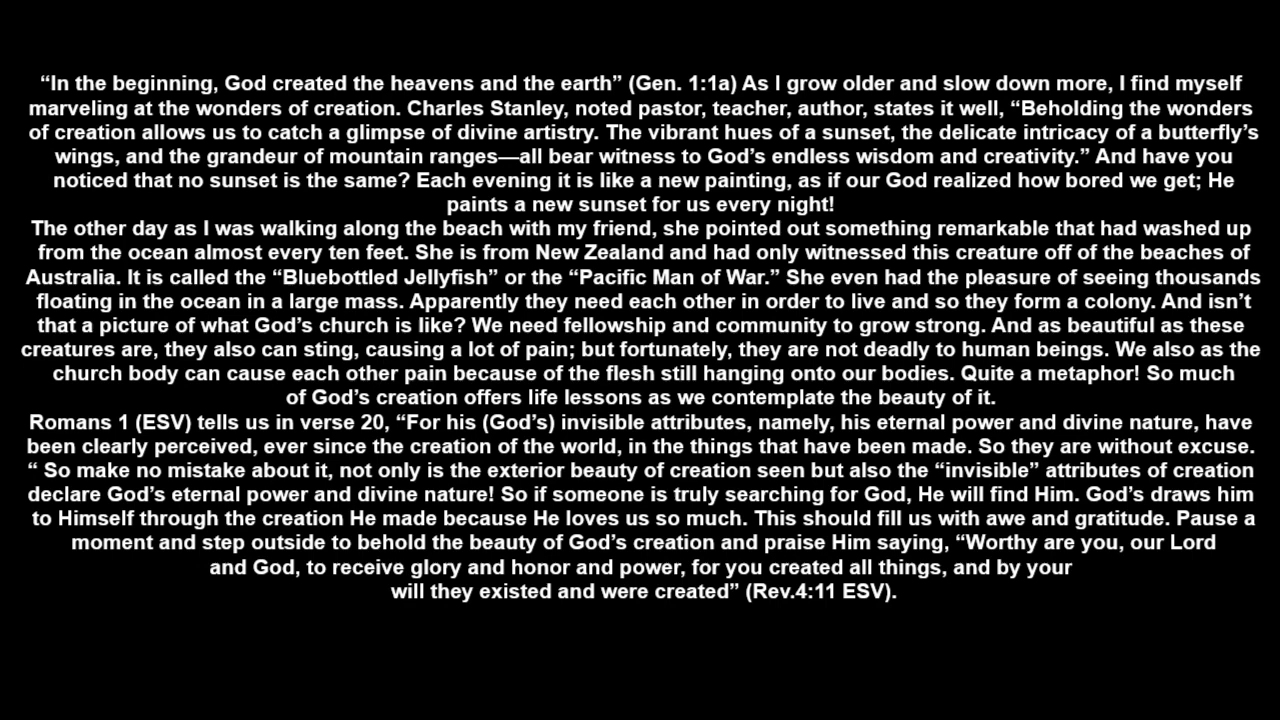 “In the beginning, God created the heavens and the earth” (Gen. 1:1a) As I grow older and slow down more, I find myself
marveling at the wonders of creation. Charles Stanley, noted pastor, teacher, author, states it well, “Beholding the wonders
of creation allows us to catch a glimpse of divine artistry. The vibrant hues of a sunset, the delicate intricacy of a butterfly’s
wings, and the grandeur of mountain ranges—all bear witness to God’s endless wisdom and creativity.” And have you
noticed that no sunset is the same? Each evening it is like a new painting, as if our God realized how bored we get; He
paints a new sunset for us every night!
The other day as I was walking along the beach with my friend, she pointed out something remarkable that had washed up
from the ocean almost every ten feet. She is from New Zealand and had only witnessed this creature off of the beaches of
Australia. It is called the “Bluebottled Jellyfish” or the “Pacific Man of War.” She even had the pleasure of seeing thousands
floating in the ocean in a large mass. Apparently they need each other in order to live and so they form a colony. And isn’t
that a picture of what God’s church is like? We need fellowship and community to grow strong. And as beautiful as these
creatures are, they also can sting, causing a lot of pain; but fortunately, they are not deadly to human beings. We also as the
church body can cause each other pain because of the flesh still hanging onto our bodies. Quite a metaphor! So much
of God’s creation offers life lessons as we contemplate the beauty of it.
Romans 1 (ESV) tells us in verse 20, “For his (God’s) invisible attributes, namely, his eternal power and divine nature, have
been clearly perceived, ever since the creation of the world, in the things that have been made. So they are without excuse.
“ So make no mistake about it, not only is the exterior beauty of creation seen but also the “invisible” attributes of creation
declare God’s eternal power and divine nature! So if someone is truly searching for God, He will find Him. God’s draws him
to Himself through the creation He made because He loves us so much. This should fill us with awe and gratitude. Pause a
moment and step outside to behold the beauty of God’s creation and praise Him saying, “Worthy are you, our Lord
and God, to receive glory and honor and power, for you created all things, and by your
will they existed and were created” (Rev.4:11 ESV).